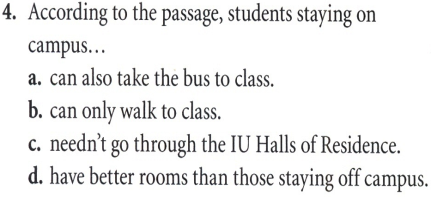 4. According to the passage, students staying on
campus...
a. can also take the bus to class.
b. can only walk to class.
c. needn't go through the IU Halls of Residence.
d. have better rooms than those staying off campus.